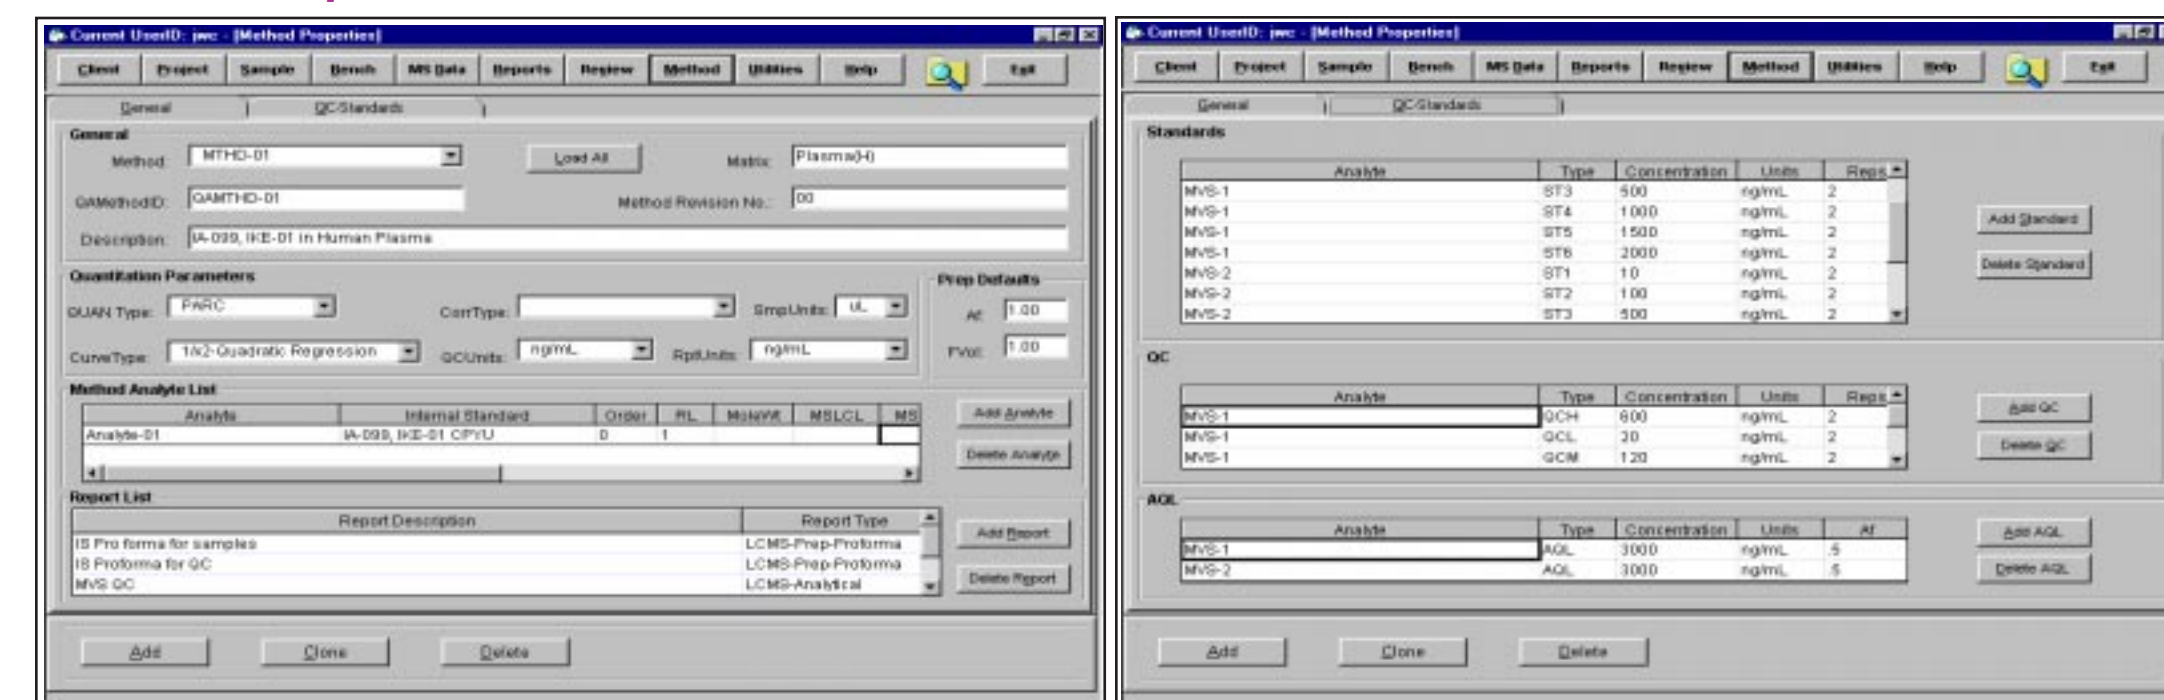 Current UserID: jwc - [Method Properties]
Client Project Sample Bench MS Data Reports Review Method Utilities Help Exit
General QC-Standards
General
Method: MTHD-01 Load All Matrix: Plasma(H)
QAMethodID: QAMTHD-01 Method Revision No.: 00
Description: IA-099, IKE-01 in Human Plasma
Quantitation Parameters Prep Defaults
QUAN Type: PARC CorrType: SmpUnits: uL Af: 1.00
CurveType: 1/x2-Quadratic Regression QCUnits: ng/mL RptUnits: ng/mL FVol: 1.00
Method Analyte List
Analyte Internal Standard Order RL MoleWt MSLCL MS Add Analyte
Analyte-01 IA-099, IKE-01 CPYU 0 1
Delete Analyte
Report List
Report Description Report Type
IS Pro forma for samples LCMS-Prep-Proforma Add Report
IS Proforma for QC LCMS-Prep-Proforma
MVS QC LCMS-Analytical Delete Report
Add Clone Delete
Current UserID: jwc - [Method Properties]
Client Project Sample Bench MS Data Reports Review Method Utilities Help Exit
General QC-Standards
Standards
Analyte Type Concentration Units Reps
MVS-1 ST3 500 ng/mL 2
MVS-1 ST4 1000 ng/mL 2 Add Standard
MVS-1 ST5 1500 ng/mL 2
MVS-1 ST6 2000 ng/mL 2 Delete Standard
MVS-2 ST1 10 ng/mL 2
MVS-2 ST2 100 ng/mL 2
MVS-2 ST3 500 ng/mL 2
QC
Analyte Type Concentration Units Reps Add QC
MVS-1 QCH 600 ng/mL 2
MVS-1 QCL ng/mL 2 Delete QC
MVS-1 QCM 120 ng/mL 2
AQL
Analyte Type Concentration Units Af Add AQL
MVS-1 AQL 3000 ng/mL .5
MVS-2 AQL 3000 ng/mL .5 Delete AQL
Add Clone Delete